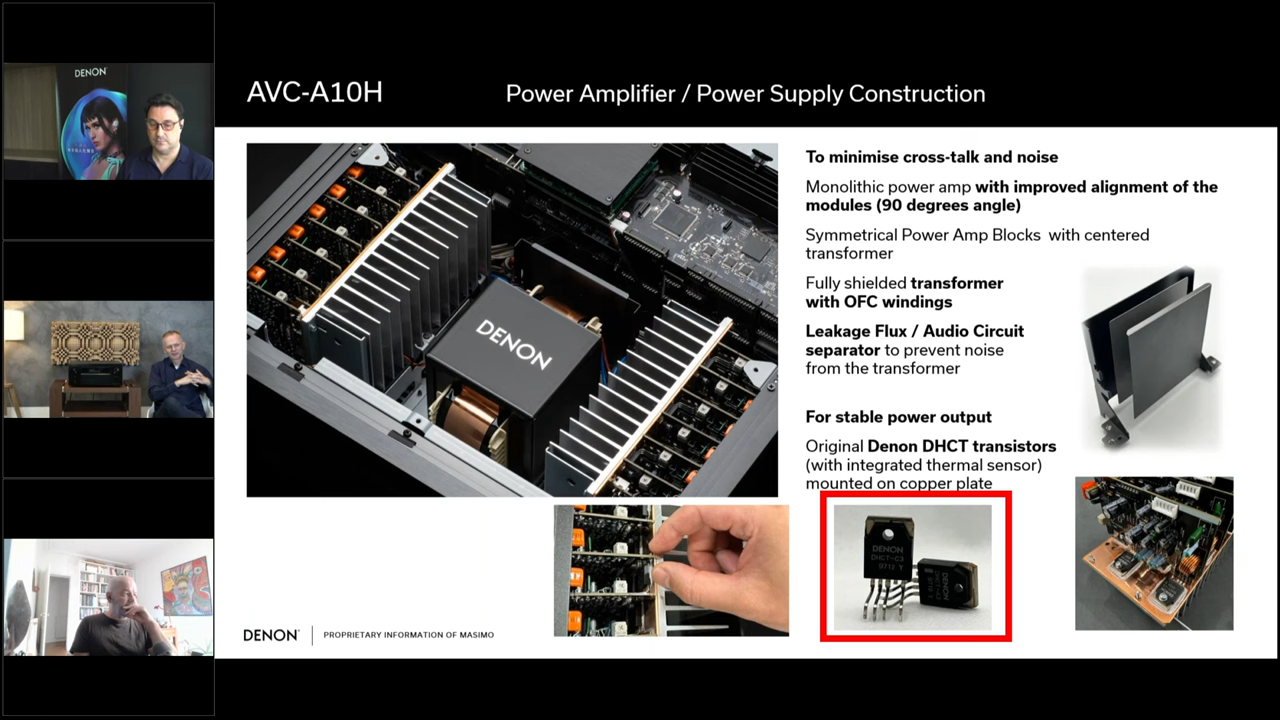 DENON
AVC-A10H
Power Amplifier / Power Supply Construction
DENON
To minimise cross-talk and noise
Monolithic power amp with improved alignment of the
modules (90 degrees angle)
Symmetrical Power Amp Blocks with centered
transformer
Fully shielded transformer
with OFC windings
Leakage Flux / Audio Circuit
separator to prevent noise
from the transformer
For stable power output
Original Denon DHCT transistors
(with integrated thermal sensor)
mounted on copper plate
DENON
DHCT-C3
DENON
DENON
PROPRIETARY INFORMATION OF MASIMO